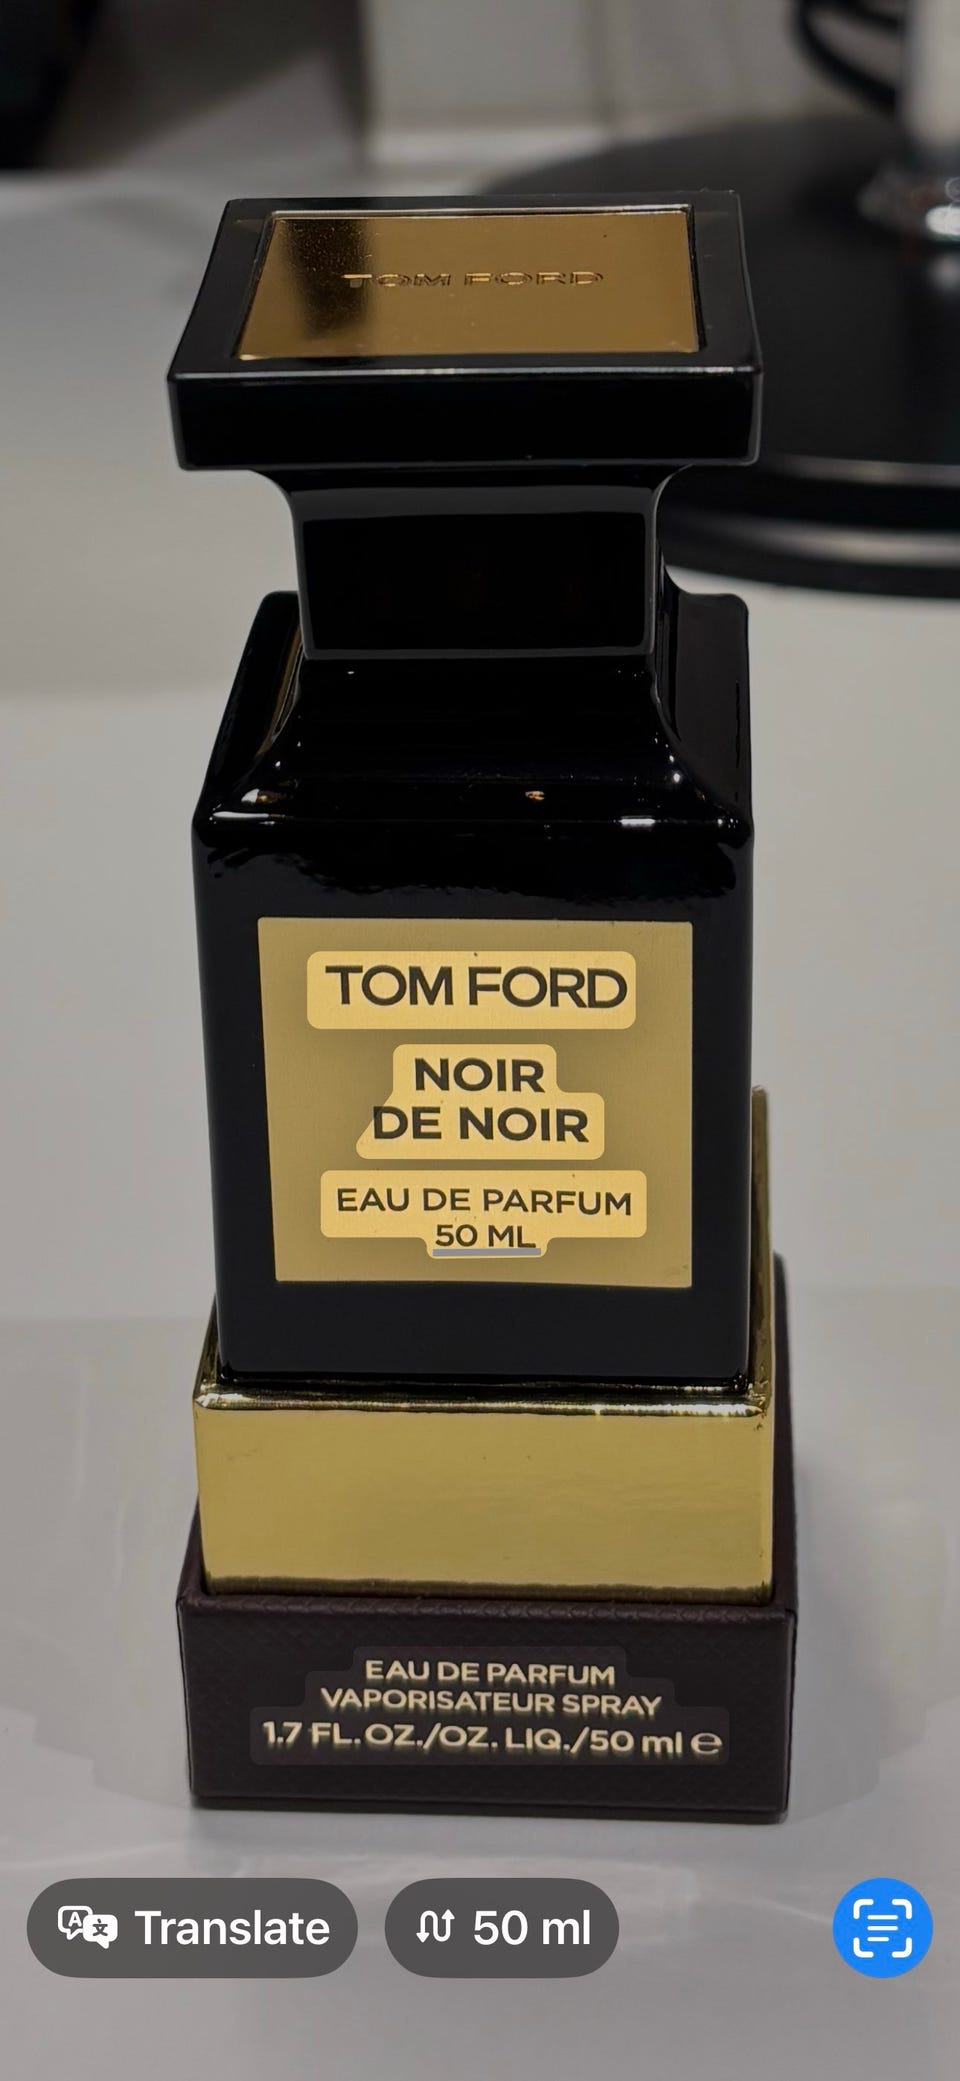 TOM FORD
TOM FORD
NOIR
DE NOIR
EAU DE PARFUM
50 ML
EAU DE PARFUM
VAPORISATEUR SPRAY
1.7 FL.OZ./OZ. LIQ./50 ml ℮
Translate
50 ml